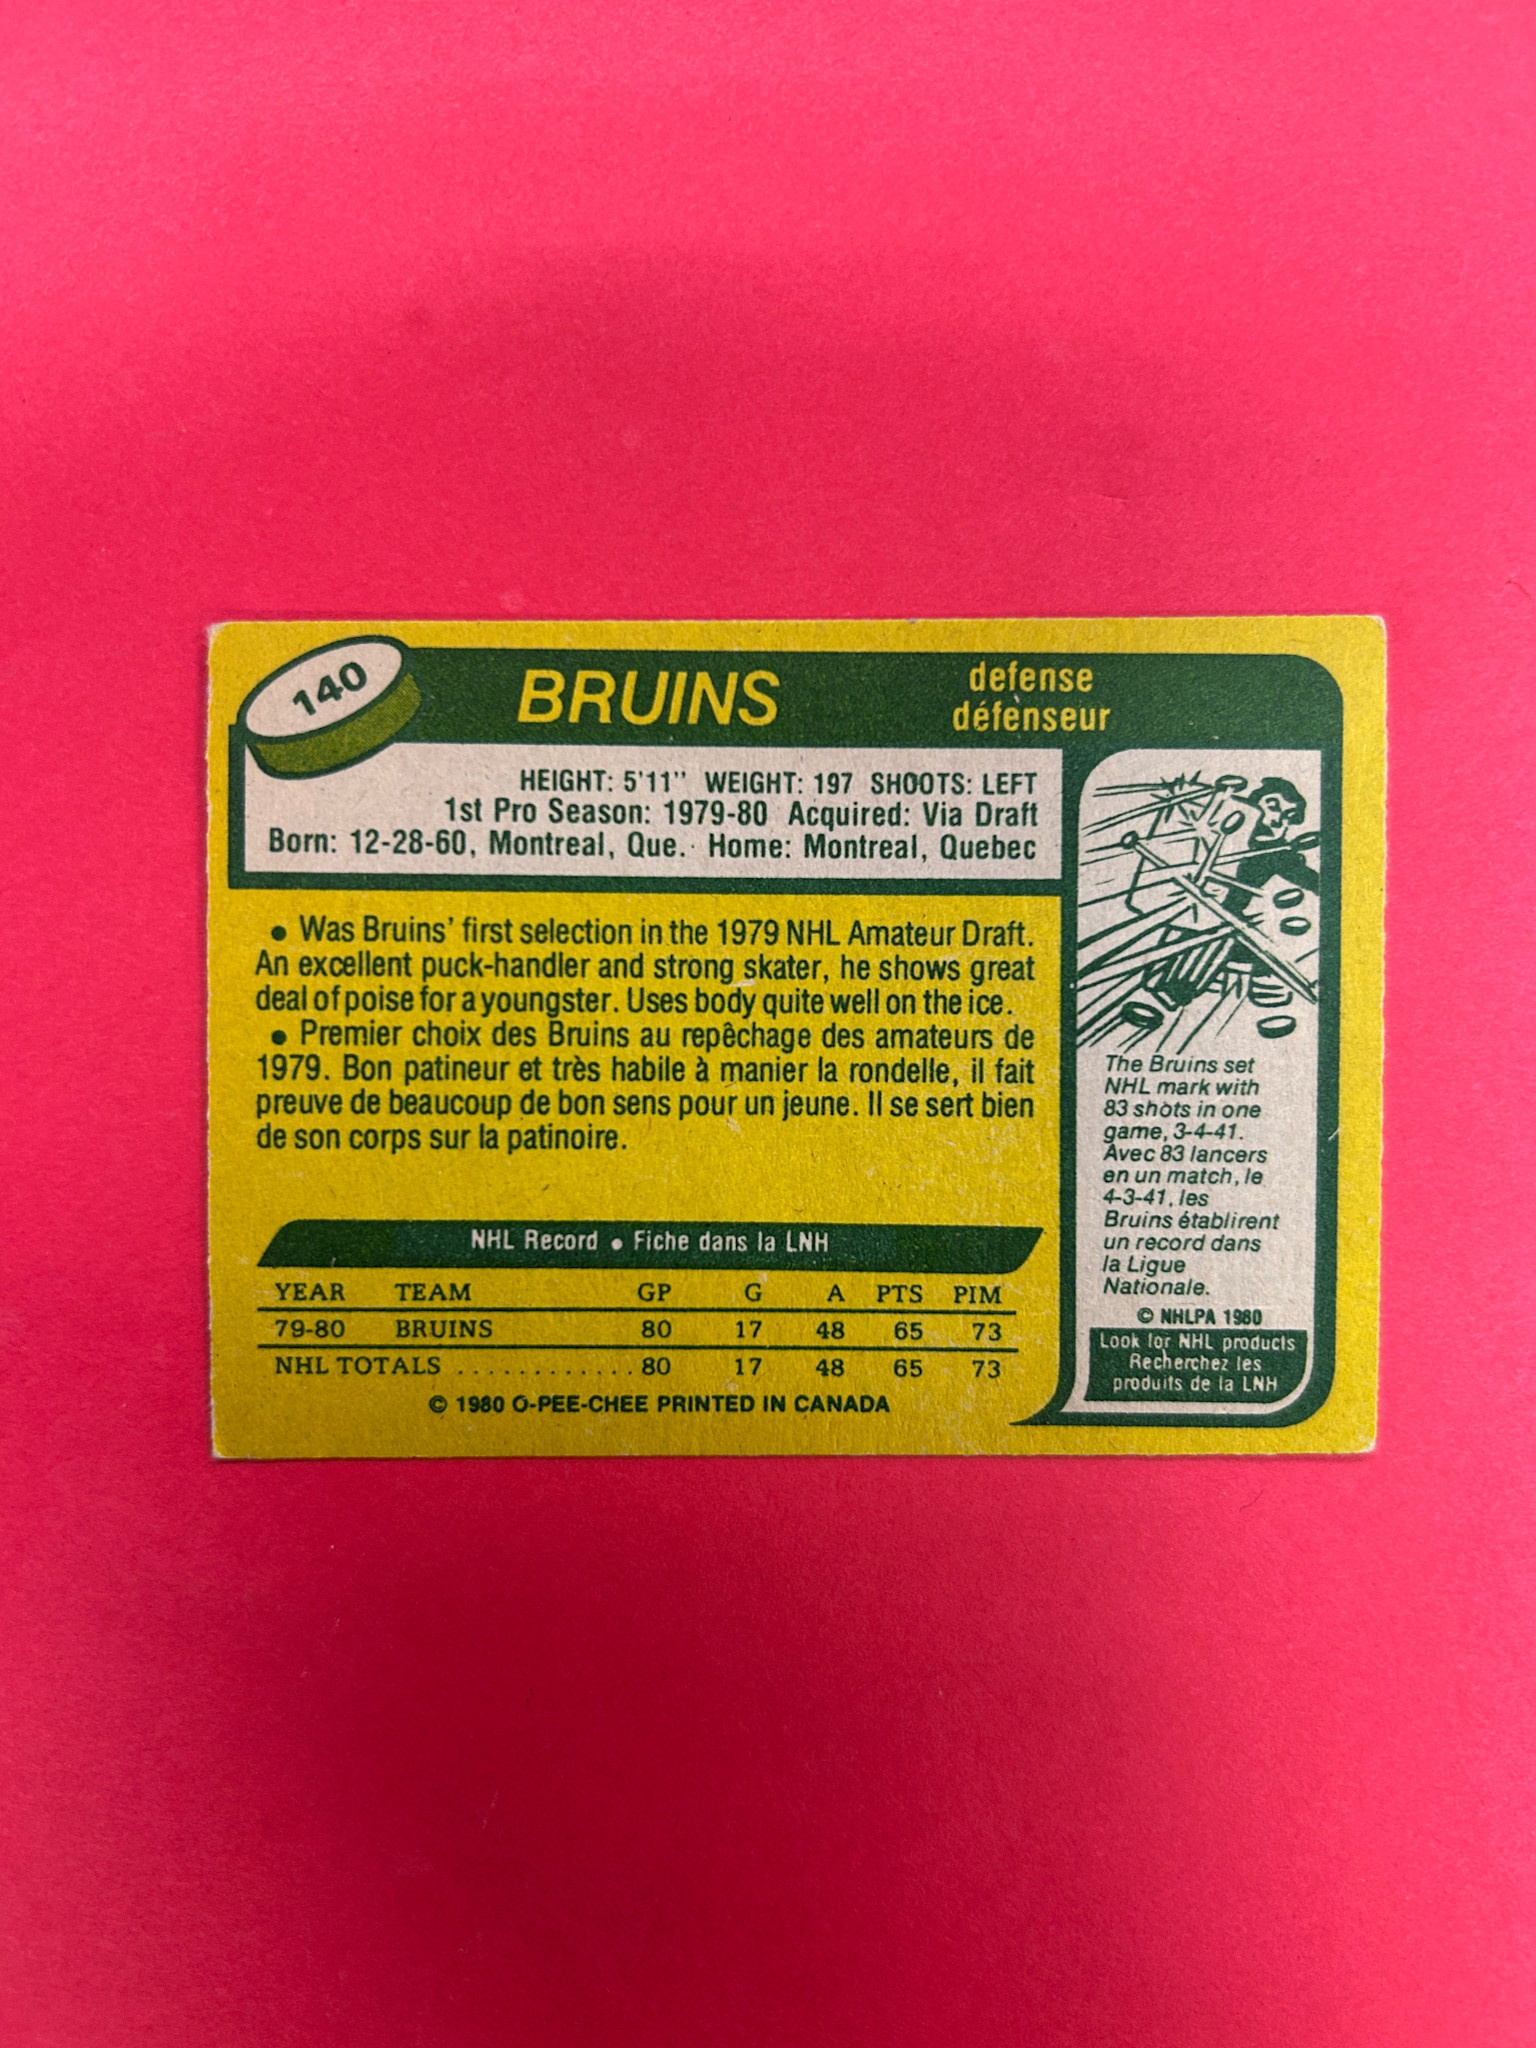 140
BRUINS
defense
défenseur
HEIGHT: 5'11" WEIGHT: 197 SHOOTS: LEFT
1st Pro Season: 1979-80 Acquired: Via Draft
Born: 12-28-60, Montreal, Que. Home: Montreal, Quebec
• Was Bruins' first selection in the 1979 NHL Amateur Draft.
An excellent puck-handler and strong skater, he shows great
deal of poise for a youngster. Uses body quite well on the ice.
• Premier choix des Bruins au repêchage des amateurs de
1979. Bon patineur et très habile à manier la rondelle, il fait
preuve de beaucoup de bon sens pour un jeune. Il se sert bien
de son corps sur la patinoire.
NHL Record • Fiche dans la LNH
YEAR TEAM GP G A PTS PIM
79-80 BRUINS 80 17 48 65 73
NHL TOTALS ............. 80 17 48 65 73
© 1980 O-PEE-CHEE PRINTED IN CANADA
The Bruins set
NHL mark with
83 shots in one
game, 3-4-41.
Avec 83 lancers
en un match, le
4-3-41, les
Bruins établirent
un record dans
la Ligue
Nationale.
© NHLPA 1980
Look for NHL products
Recherchez les
produits de la LNH